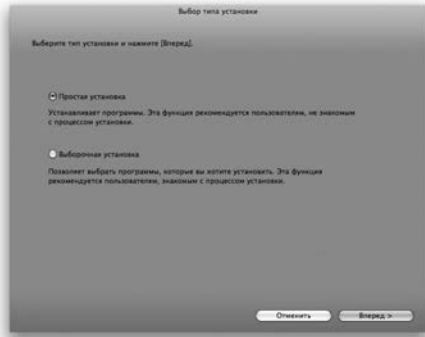 Выбор типа установки
Выберите тип установки и нажмите [Вперед].
Простая установка
Устанавливает программы. Эта функция рекомендуется пользователям, не знакомым
с процессом установки.
Выборочная установка
Позволяет выбрать программы, которые вы хотите установить. Эта функция
рекомендуется пользователям, знакомым с процессом установки.
Отменить
Вперед >